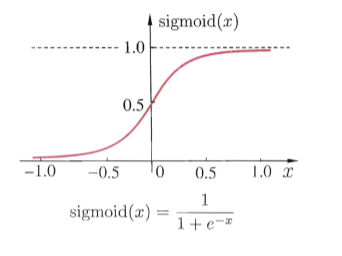 sigmoid(x)
1.0
0.5
−1.0 −0.5 0 0.5 1.0 x
sigmoid(x) = 1 / (1 + e^{−x})